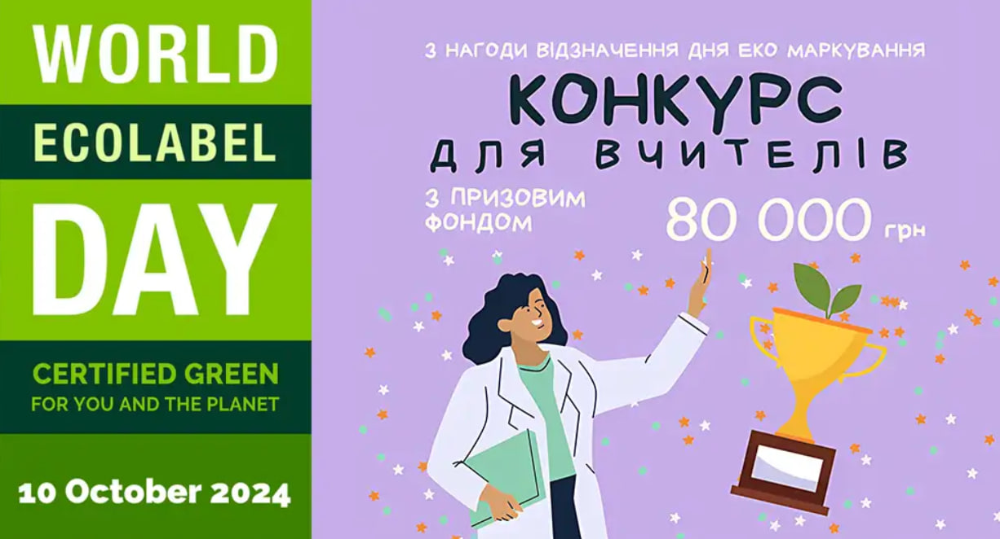 WORLD
ECOLABEL
DAY
CERTIFIED GREEN
FOR YOU AND THE PLANET
10 October 2024
З НАГОДИ ВІДЗНАЧЕННЯ ДНЯ ЕКО МАРКУВАННЯ
КОНКУРС
ДЛЯ ВЧИТЕЛІВ
З ПРИЗОВИМ
ФОНДОМ
80 000 грн